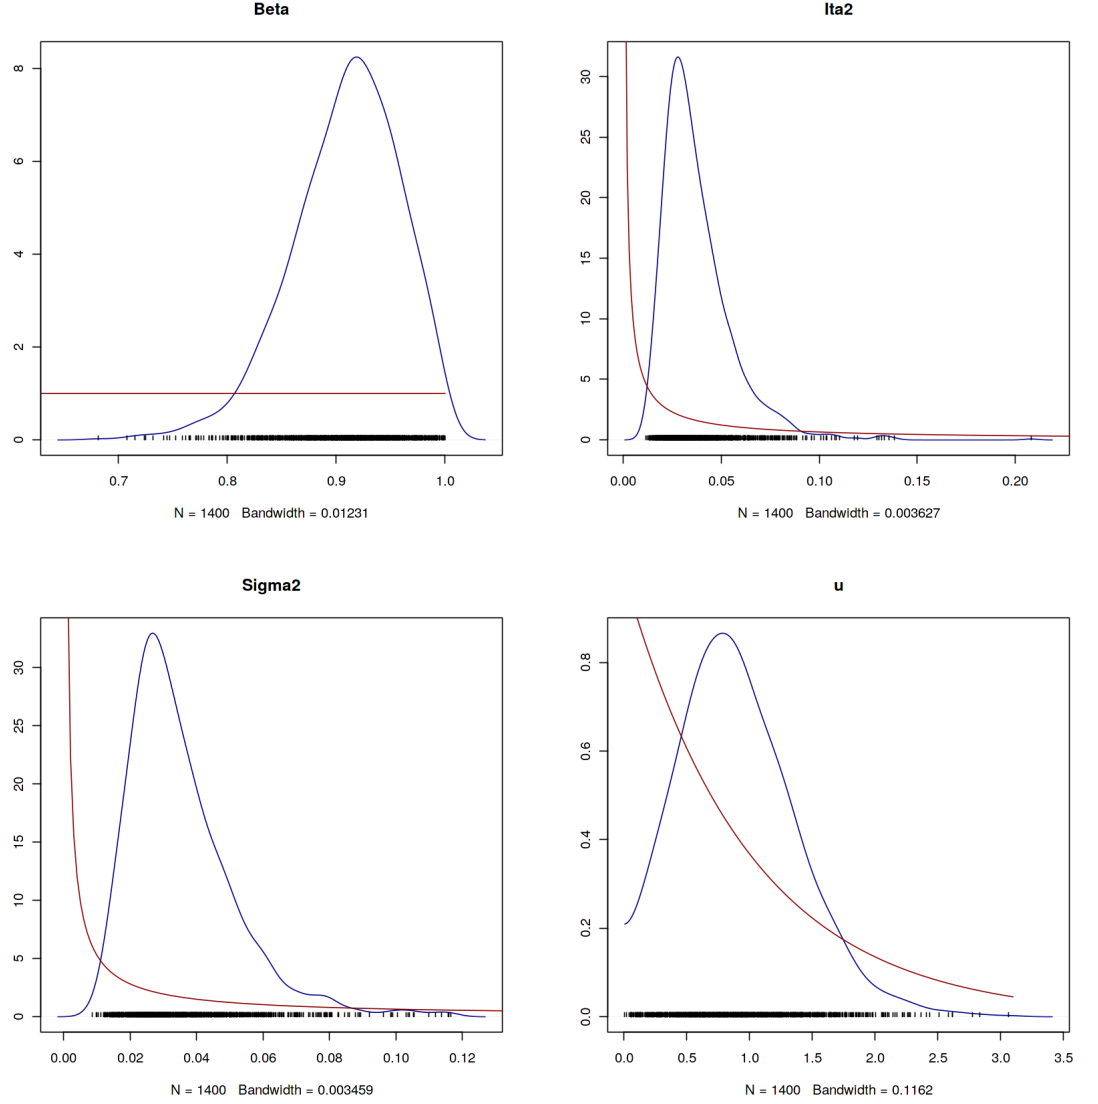 Beta
8
6
4
2
0
0.7 0.8 0.9 1.0
N = 1400 Bandwidth = 0.01231
Ita2
30
25
20
15
10
5
0
0.00 0.05 0.10 0.15 0.20
N = 1400 Bandwidth = 0.003627
Sigma2
30
25
20
15
10
5
0
0.00 0.02 0.04 0.06 0.08 0.10 0.12
N = 1400 Bandwidth = 0.003459
u
0.8
0.6
0.4
0.2
0.0
0.0 0.5 1.0 1.5 2.0 2.5 3.0 3.5
N = 1400 Bandwidth = 0.1162